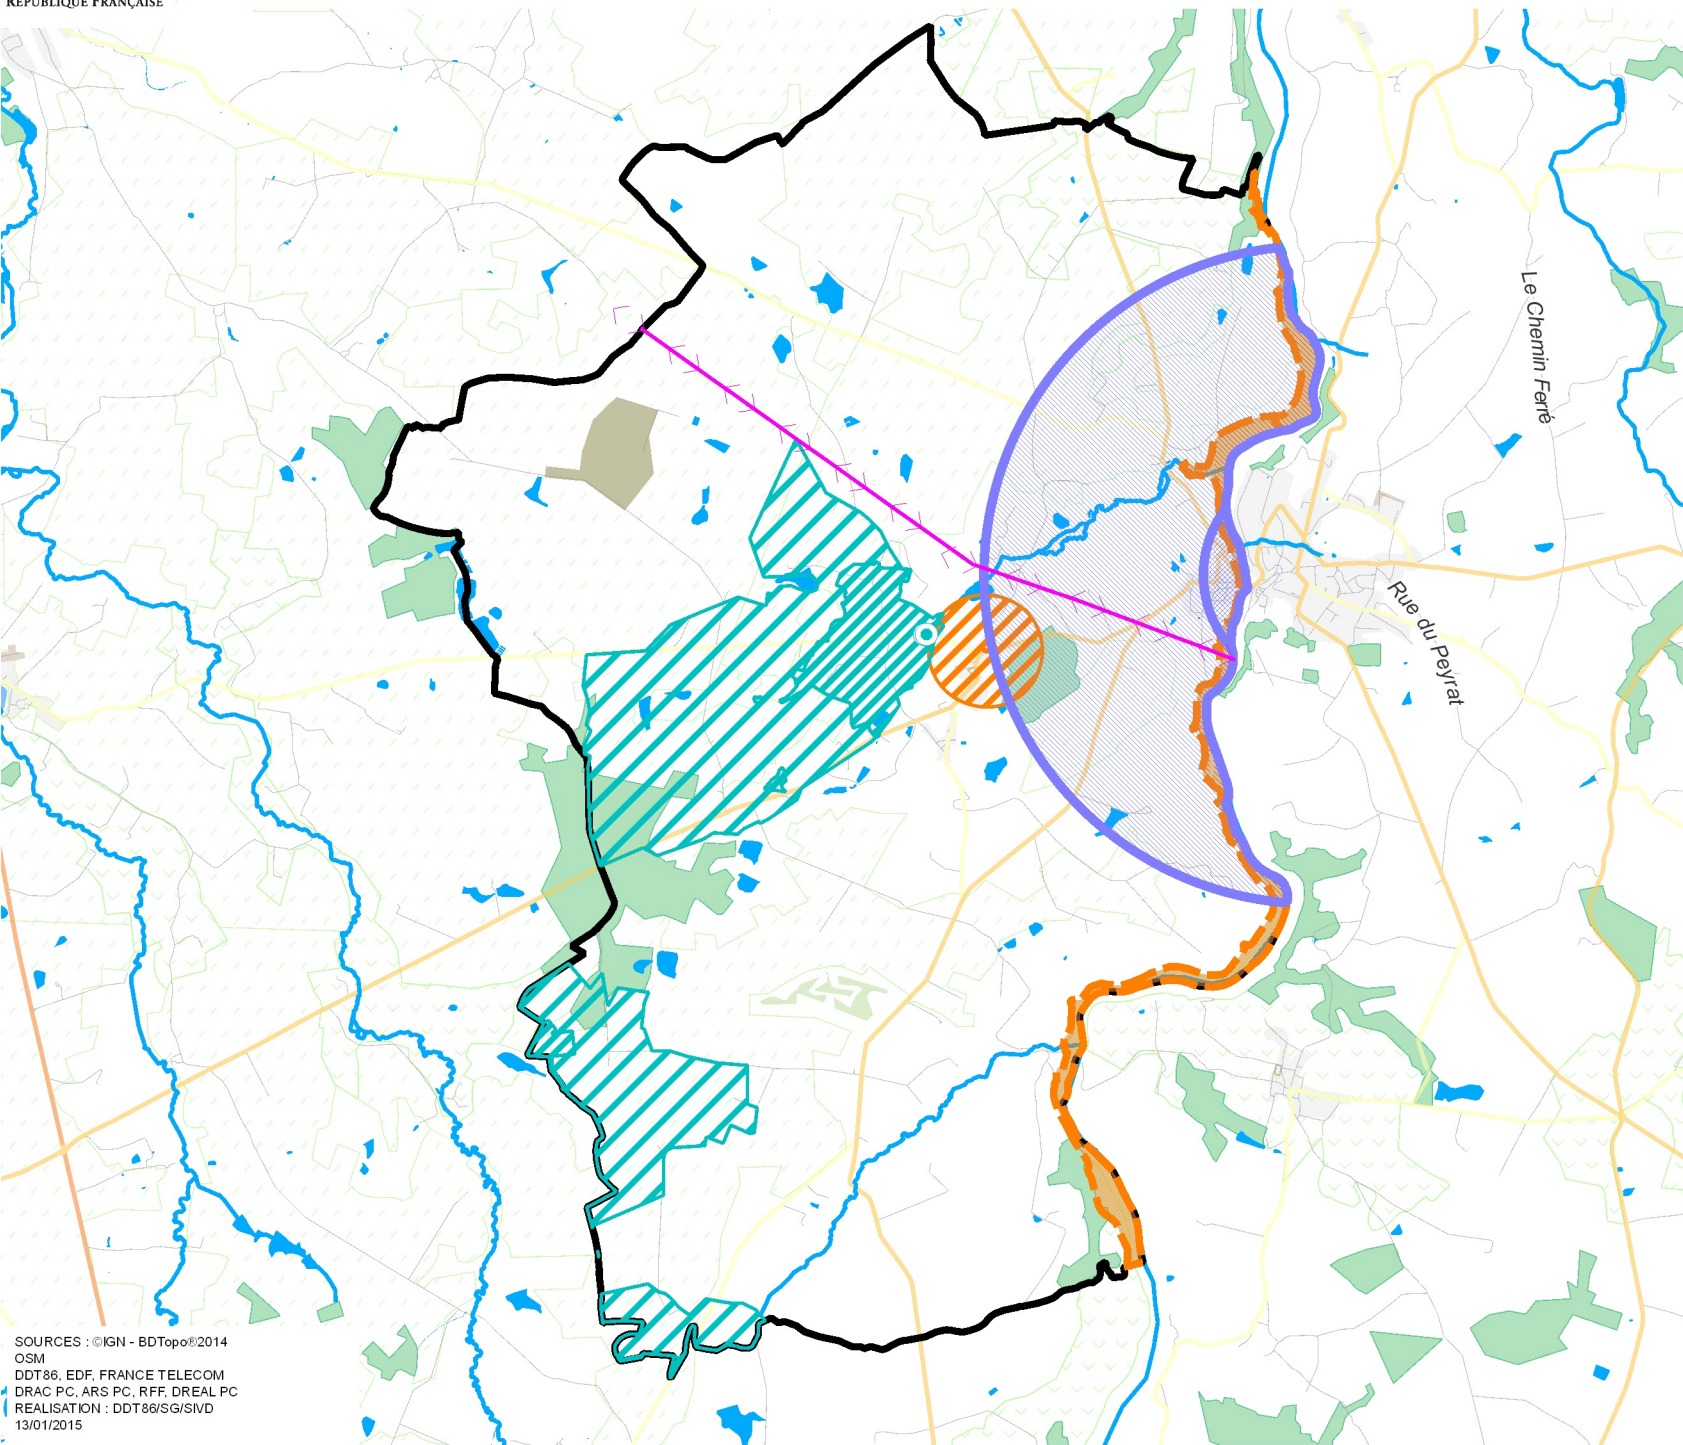 RÉPUBLIQUE FRANÇAISE
Le Chemin Ferré
Rue du Peyrat
SOURCES : ©IGN - BDTopo®2014
OSM
DDT86, EDF, FRANCE TELECOM
DRAC PC, ARS PC, RFF, DREAL PC
REALISATION : DDT86/SG/SIVD
13/01/2015